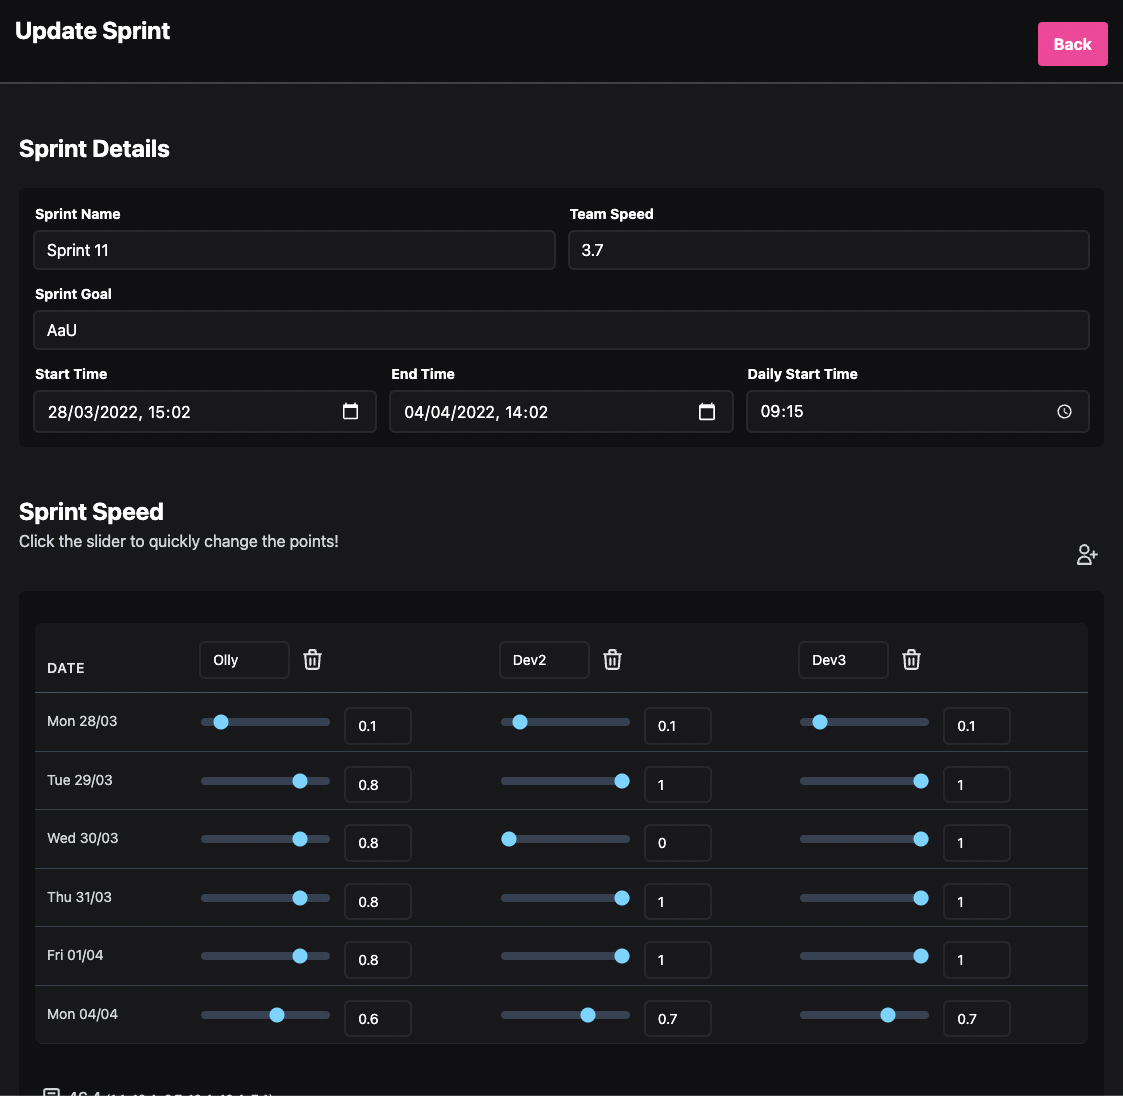 Update Sprint
Back
Sprint Details
Sprint Name Team Speed
Sprint 11 3.7
Sprint Goal
AaU
Start Time End Time Daily Start Time
28/03/2022, 15:02 04/04/2022, 14:02 09:15
Sprint Speed
Click the slider to quickly change the points!
DATE Olly Dev2 Dev3
Mon 28/03 0.1 0.1 0.1
Tue 29/03 0.8 1 1
Wed 30/03 0.8 0 1
Thu 31/03 0.8 1 1
Fri 01/04 0.8 1 1
Mon 04/04 0.6 0.7 0.7